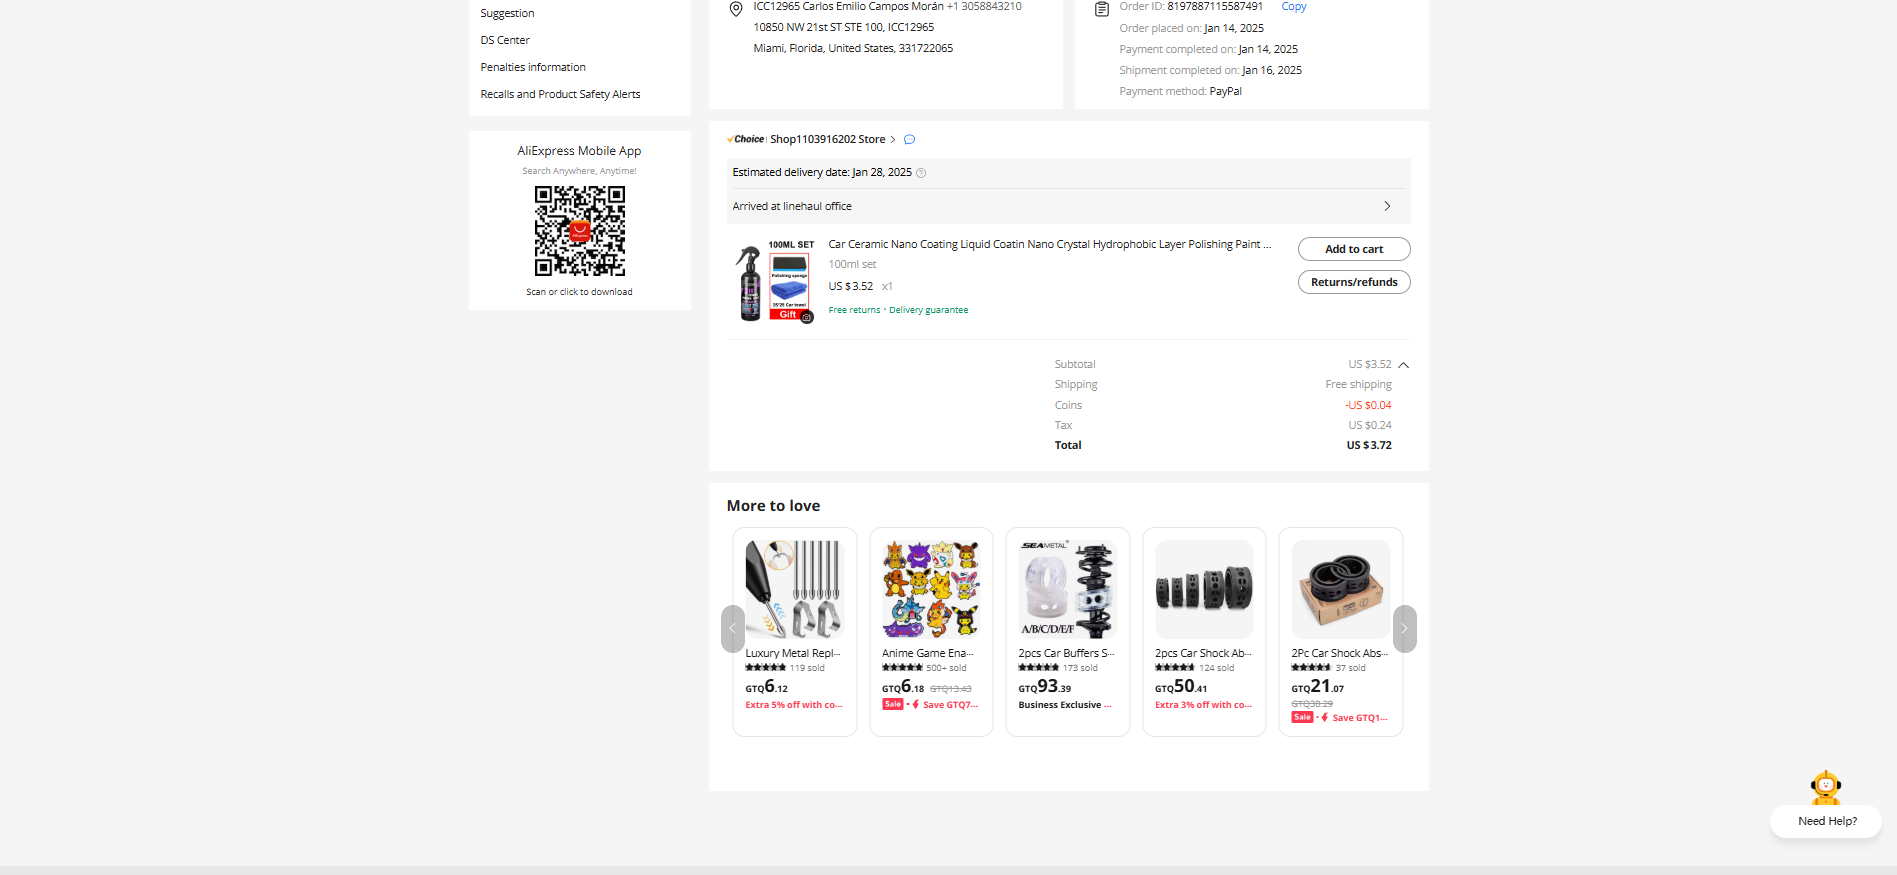 Suggestion
DS Center
Penalties information
Recalls and Product Safety Alerts
AliExpress Mobile App
Search Anywhere, Anytime!
AliExpress
Scan or click to download
ICC12965 Carlos Emilio Campos Morán +1 3058843210
10850 NW 21st ST STE 100, ICC12965
Miami, Florida, United States, 331722065
Order ID: 8197887115587491 Copy
Order placed on: Jan 14, 2025
Payment completed on: Jan 14, 2025
Shipment completed on: Jan 16, 2025
Payment method: PayPal
Choice Shop1103916202 Store
Estimated delivery date: Jan 28, 2025
Arrived at linehaul office
100ML SET
Polishing sponge
25*25 Car towel
Gift
Car Ceramic Nano Coating Liquid Coatin Nano Crystal Hydrophobic Layer Polishing Paint ...
100ml set
US $3.52 x1
Free returns · Delivery guarantee
Add to cart
Returns/refunds
Subtotal US $3.52
Shipping Free shipping
Coins -US $0.04
Tax US $0.24
Total US $3.72
More to love
Luxury Metal Repl...
119 sold
GTQ6.12
Extra 5% off with co...
Anime Game Ena...
500+ sold
GTQ6.18 GTQ13.43
Sale · Save GTQ7...
SEAMETAL
A/B/C/D/E/F
2pcs Car Buffers S...
173 sold
GTQ93.39
Business Exclusive ...
2pcs Car Shock Ab...
124 sold
GTQ50.41
Extra 3% off with co...
2Pc Car Shock Abs...
37 sold
GTQ21.07
GTQ38.29
Sale · Save GTQ1...
Need Help?